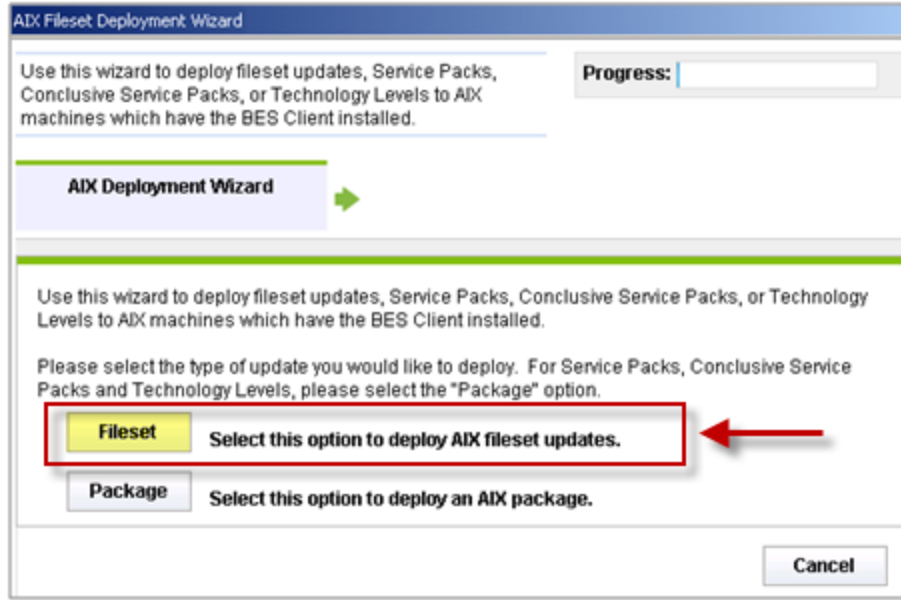 AIX Fileset Deployment Wizard
Use this wizard to deploy fileset updates, Service Packs,
Conclusive Service Packs, or Technology Levels to AIX
machines which have the BES Client installed.
Progress:
AIX Deployment Wizard
Use this wizard to deploy fileset updates, Service Packs, Conclusive Service Packs, or Technology
Levels to AIX machines which have the BES Client installed.
Please select the type of update you would like to deploy. For Service Packs, Conclusive Service
Packs and Technology Levels, please select the "Package" option.
Fileset Select this option to deploy AIX fileset updates.
Package Select this option to deploy an AIX package.
Cancel